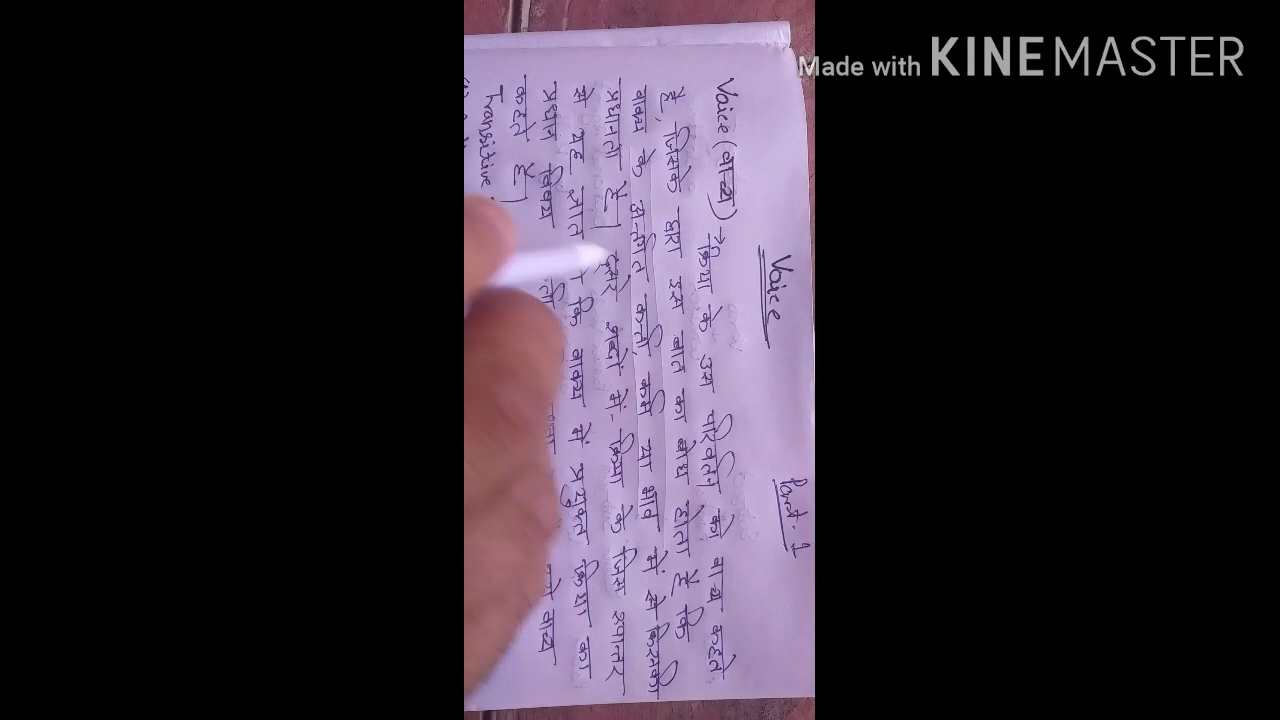 Made with KINEMASTER
Voice
Part-1
Voice (वाच्य) → क्रिया के उस परिवर्तन को वाच्य कहते
है, जिसके द्वारा इस बात का बोध होता है कि
वाक्य के अन्तर्गत कर्ता, कर्म या भाव में से किसकी
प्रधानता है। दूसरे शब्दों में- क्रिया के जिस रूपान्तर
से यह ज्ञात कि वाक्य में प्रयुक्त क्रिया का
प्रधान विषय वाच्य
कहते है।
Transitive